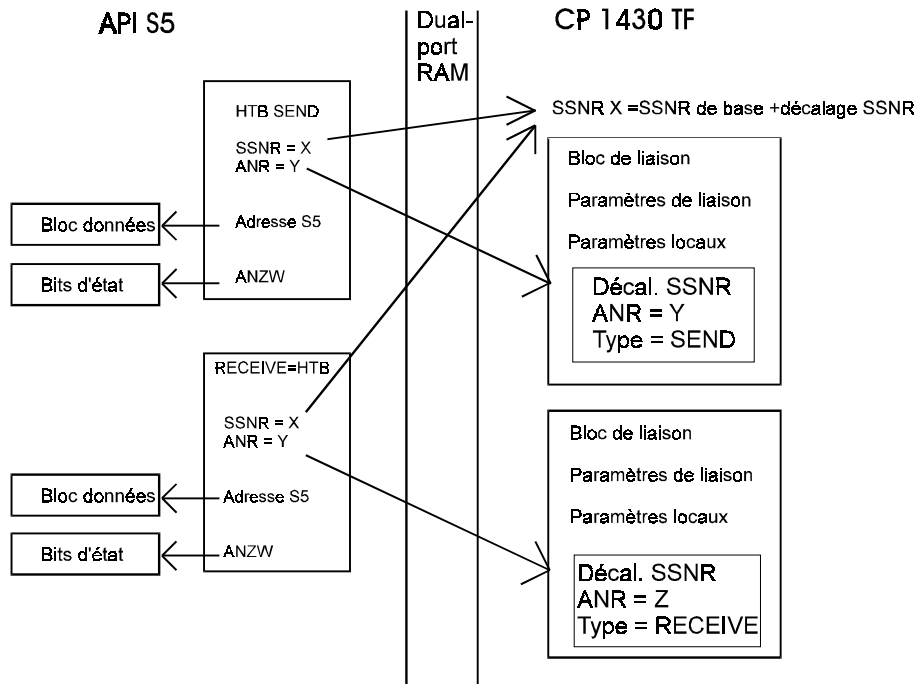 API S5
Dual-
port
RAM
CP 1430 TF
HTB SEND
SSNR = X
ANR = Y
Adresse S5
ANZW
Bloc données
Bits d'état
SSNR X =SSNR de base +décalage SSNR
Bloc de liaison
Paramètres de liaison
Paramètres locaux
Décal. SSNR
ANR = Y
Type = SEND
RECEIVE=HTB
SSNR = X
ANR = Y
Adresse S5
ANZW
Bloc données
Bits d'état
Bloc de liaison
Paramètres de liaison
Paramètres locaux
Décal. SSNR
ANR = Z
Type = RECEIVE